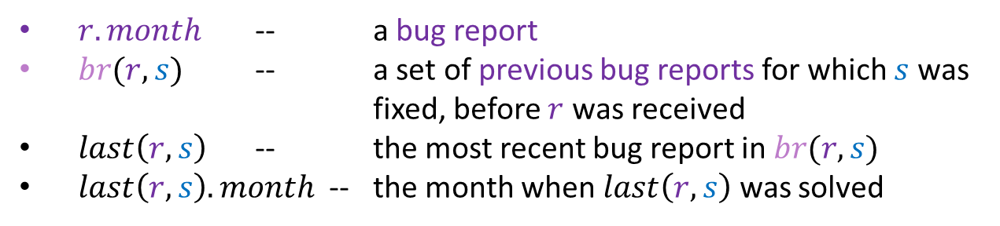 • r.month -- a bug report
• br(r, s) -- a set of previous bug reports for which s was
fixed, before r was received
• last(r, s) -- the most recent bug report in br(r, s)
• last(r, s).month -- the month when last(r, s) was solved